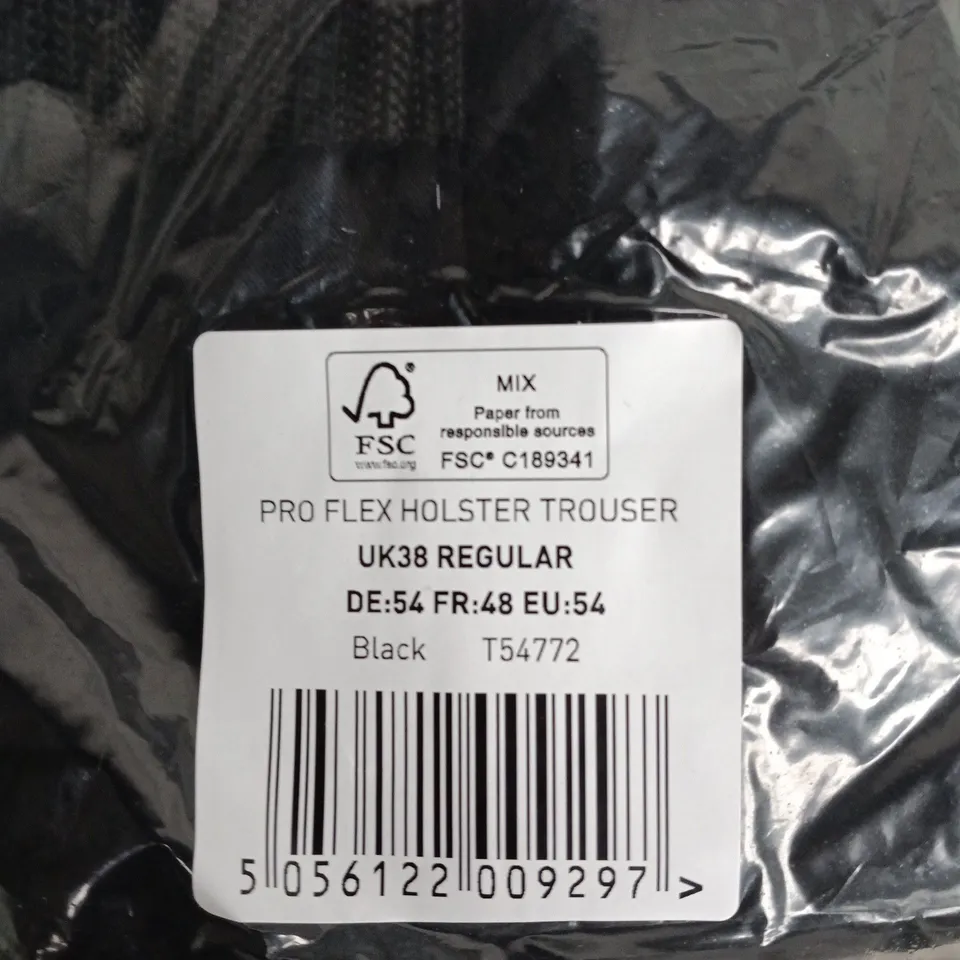 MIX
Paper from
responsible sources
FSC® C189341
®
FSC
www.fsc.org
PRO FLEX HOLSTER TROUSER
UK38 REGULAR
DE:54 FR:48 EU:54
Black T54772
5 056122 009297 >